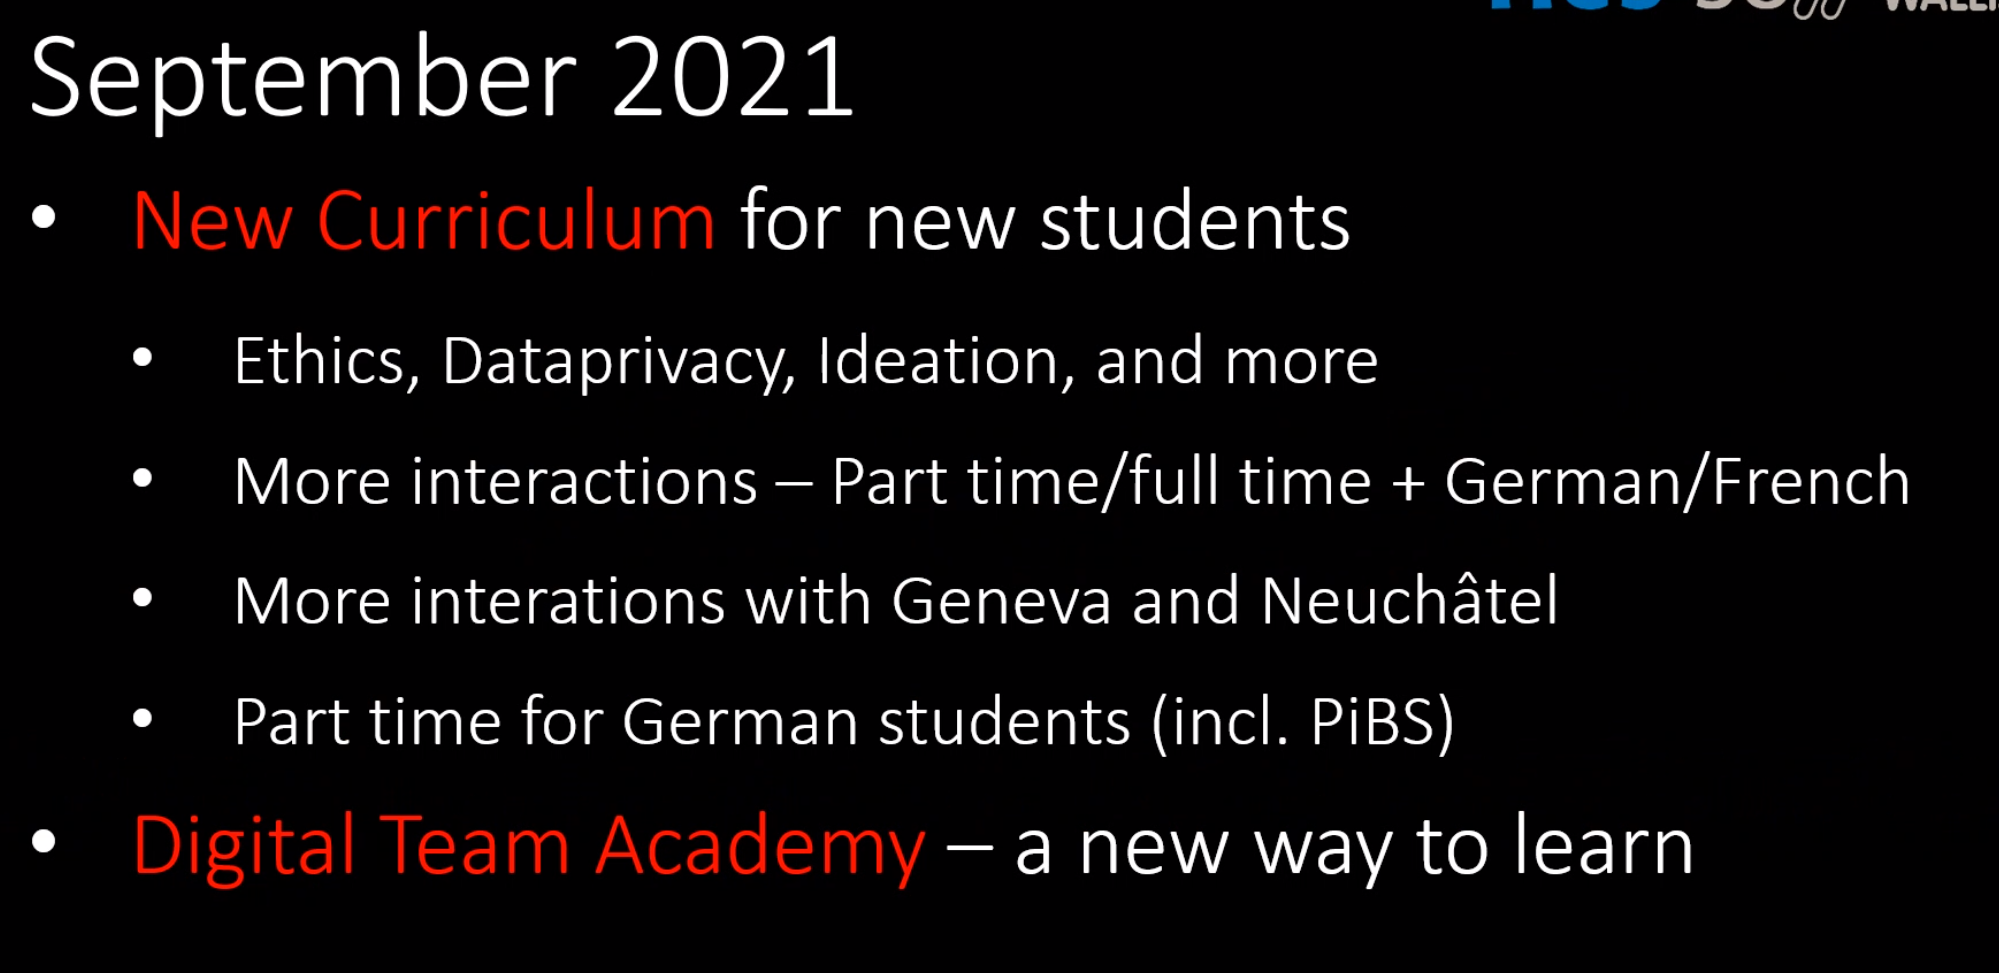 September 2021
• New Curriculum for new students
• Ethics, Dataprivacy, Ideation, and more
• More interactions – Part time/full time + German/French
• More interations with Geneva and Neuchâtel
• Part time for German students (incl. PiBS)
• Digital Team Academy – a new way to learn